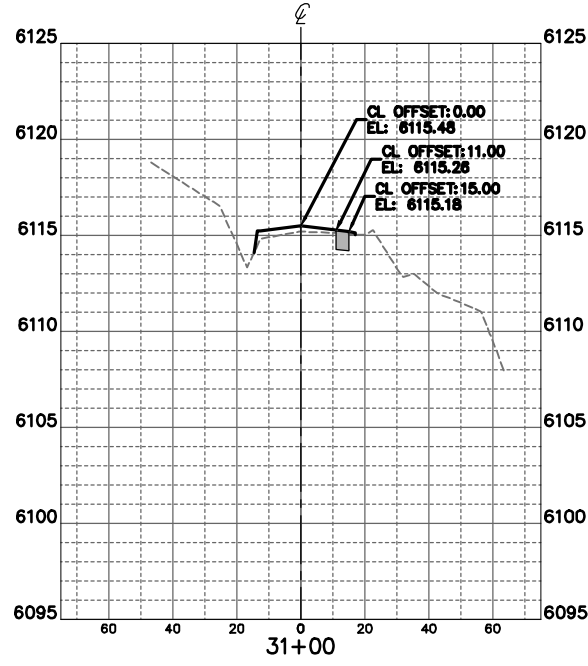 ℄
6125 6125
CL OFFSET: 0.00
EL: 6115.48
6120 6120
CL OFFSET: 11.00
EL: 6115.26
CL OFFSET: 15.00
EL: 6115.18
6115 6115
6110 6110
6105 6105
6100 6100
6095 6095
60 40 20 0 20 40 60
31+00